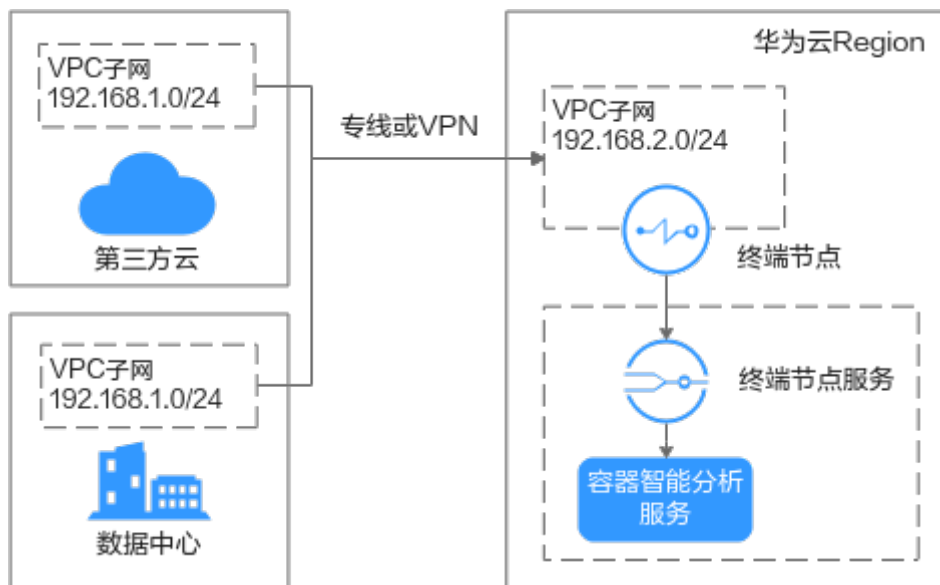 VPC子网
192.168.1.0/24
第三方云
VPC子网
192.168.1.0/24
数据中心
专线或VPN
华为云Region
VPC子网
192.168.2.0/24
终端节点
终端节点服务
容器智能分析
服务